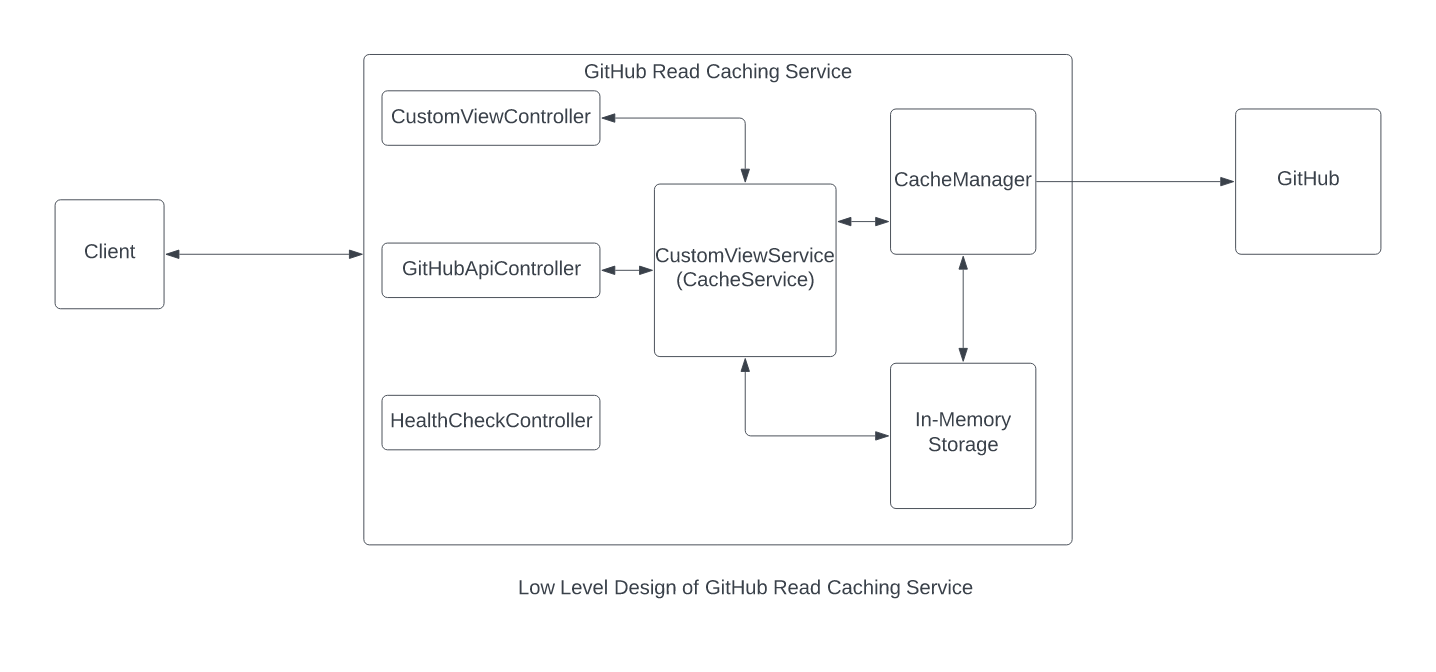 GitHub Read Caching Service
CustomViewController
CacheManager
GitHub
Client
GitHubApiController
CustomViewService
(CacheService)
HealthCheckController
In-Memory
Storage
Low Level Design of GitHub Read Caching Service